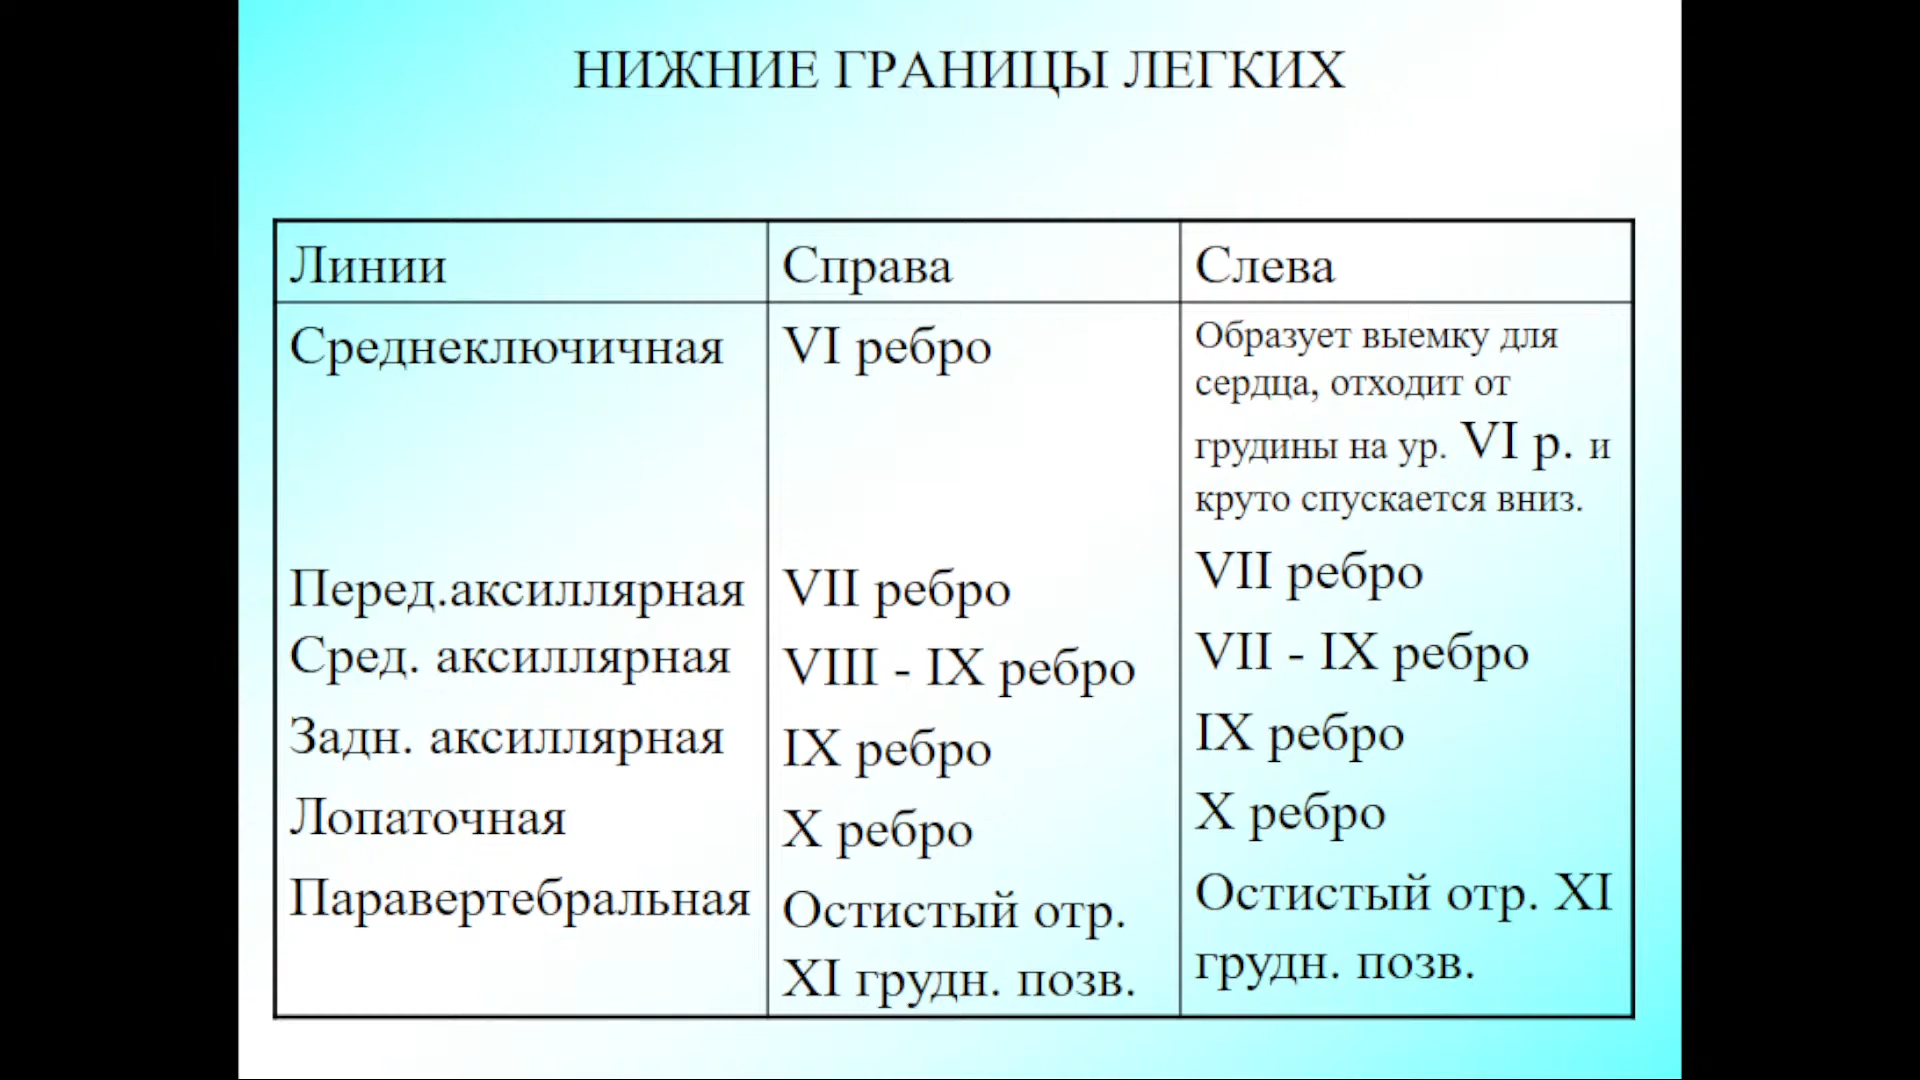 НИЖНИЕ ГРАНИЦЫ ЛЕГКИХ
Линии
Справа
Слева
Среднеключичная
VI ребро
Образует выемку для
сердца, отходит от
грудины на ур. VI р. и
круто спускается вниз.
Перед.аксиллярная
VII ребро
VII ребро
Сред. аксиллярная
VIII - IX ребро
VII - IX ребро
Задн. аксиллярная
IX ребро
IX ребро
Лопаточная
X ребро
X ребро
Паравертебральная
Остистый отр.
XI грудн. позв.
Остистый отр. XI
грудн. позв.